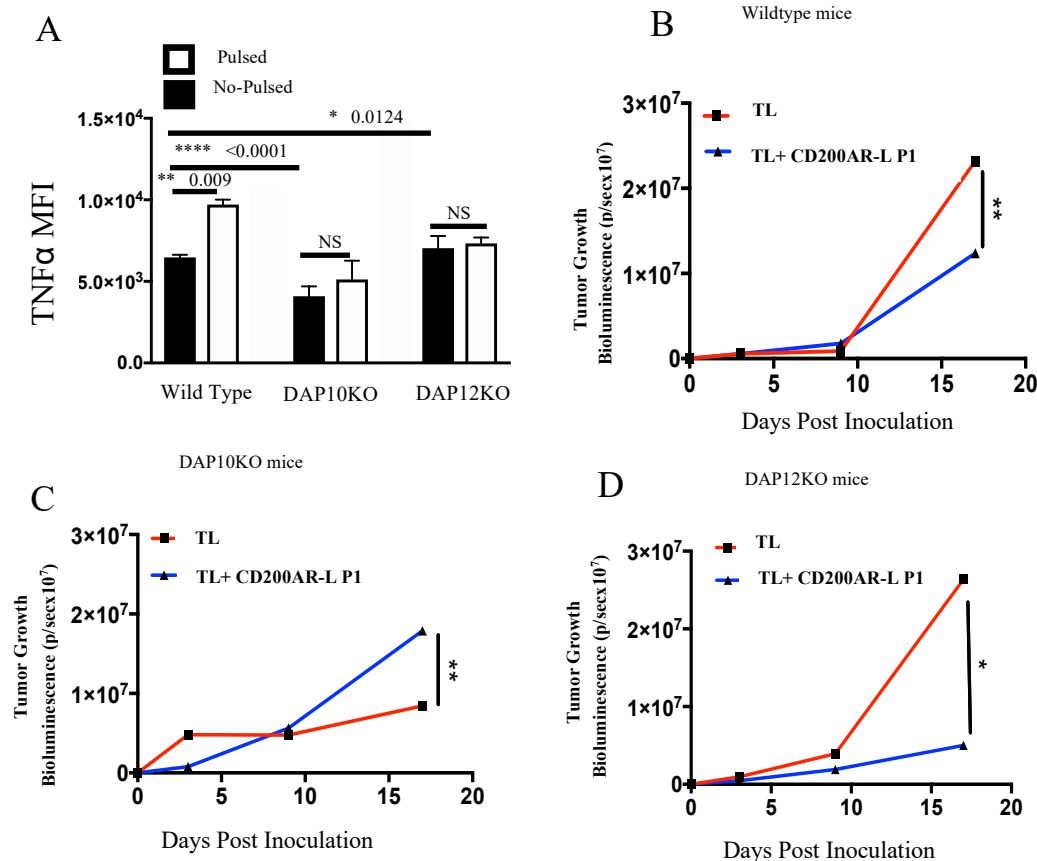 A
Pulsed
No-Pulsed
* 0.0124
**** <0.0001
** 0.009
NS
NS
TNFα MFI
1.5×10⁴
1.0×10⁴
5.0×10³
0.0
Wild Type
DAP10KO
DAP12KO
B
Wildtype mice
TL
TL+ CD200AR-L P1
Tumor Growth
Bioluminescence (p/secx10⁷)
3×10⁷
2×10⁷
1×10⁷
0
**
0 5 10 15 20
Days Post Inoculation
C
DAP10KO mice
TL
TL+ CD200AR-L P1
Tumor Growth
Bioluminescence (p/secx10⁷)
3×10⁷
2×10⁷
1×10⁷
0
**
0 5 10 15 20
Days Post Inoculation
D
DAP12KO mice
TL
TL+ CD200AR-L P1
Tumor Growth
Bioluminescence (p/secx10⁷)
3×10⁷
2×10⁷
1×10⁷
0
*
0 5 10 15 20
Days Post Inoculation